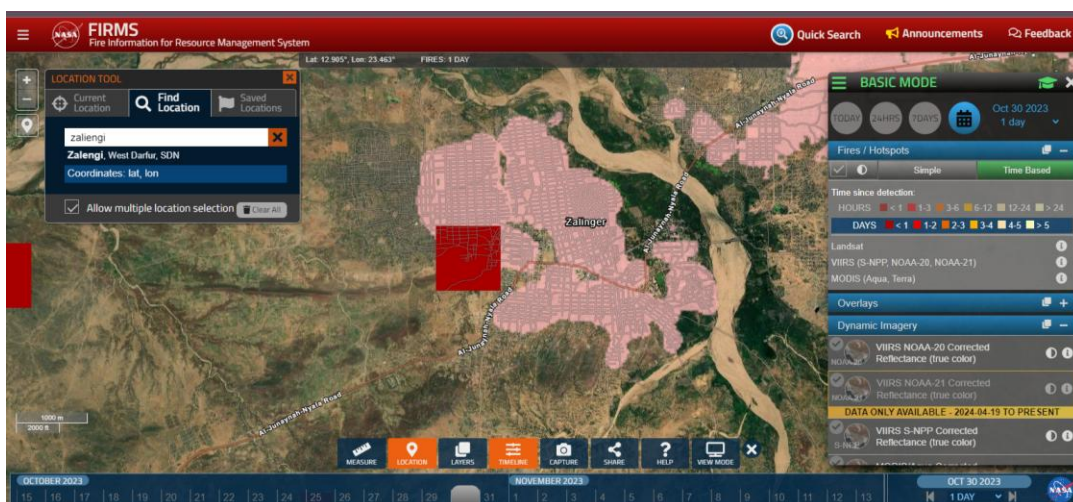 NASA
FIRMS
Fire Information for Resource Management System
Quick Search
Announcements
Feedback
Lat: 12.905°, Lon: 23.463° FIRES: 1 DAY
LOCATION TOOL
Current Location
Find Location
Saved Locations
zaliengi
Zalengi, West Darfur, SDN
Coordinates: lat, lon
Allow multiple location selection
Clear All
Al-Junaynah-Nyala Road
Al-Junaynah-Nyala Road
Zalinger
Al-Junaynah-Nyala Road
Al-Junaynah-Nyala Road
1000 m
2000 ft
BASIC MODE
TODAY
24HRS
7DAYS
Oct 30 2023
1 day
Fires / Hotspots
Simple
Time Based
Time since detection:
HOURS < 1 1-3 3-6 6-12 12-24 > 24
DAYS < 1 1-2 2-3 3-4 4-5 > 5
Landsat
VIIRS (S-NPP, NOAA-20, NOAA-21)
MODIS (Aqua, Terra)
Overlays
Dynamic Imagery
NOAA-20
VIIRS NOAA-20 Corrected
Reflectance (true color)
NOAA-21
VIIRS NOAA-21 Corrected
Reflectance (true color)
DATA ONLY AVAILABLE - 2024-04-19 TO PRESENT
S-NPP
VIIRS S-NPP Corrected
Reflectance (true color)
MEASURE
LOCATION
LAYERS
TIMELINE
CAPTURE
SHARE
HELP
VIEW MODE
OCTOBER 2023
NOVEMBER 2023
15 16 17 18 19 20 21 22 23 24 25 26 27 28 29 31 1 2 3 4 5 6 7 8 9 10 11 12 13
OCT 30 2023
1 DAY
NASA